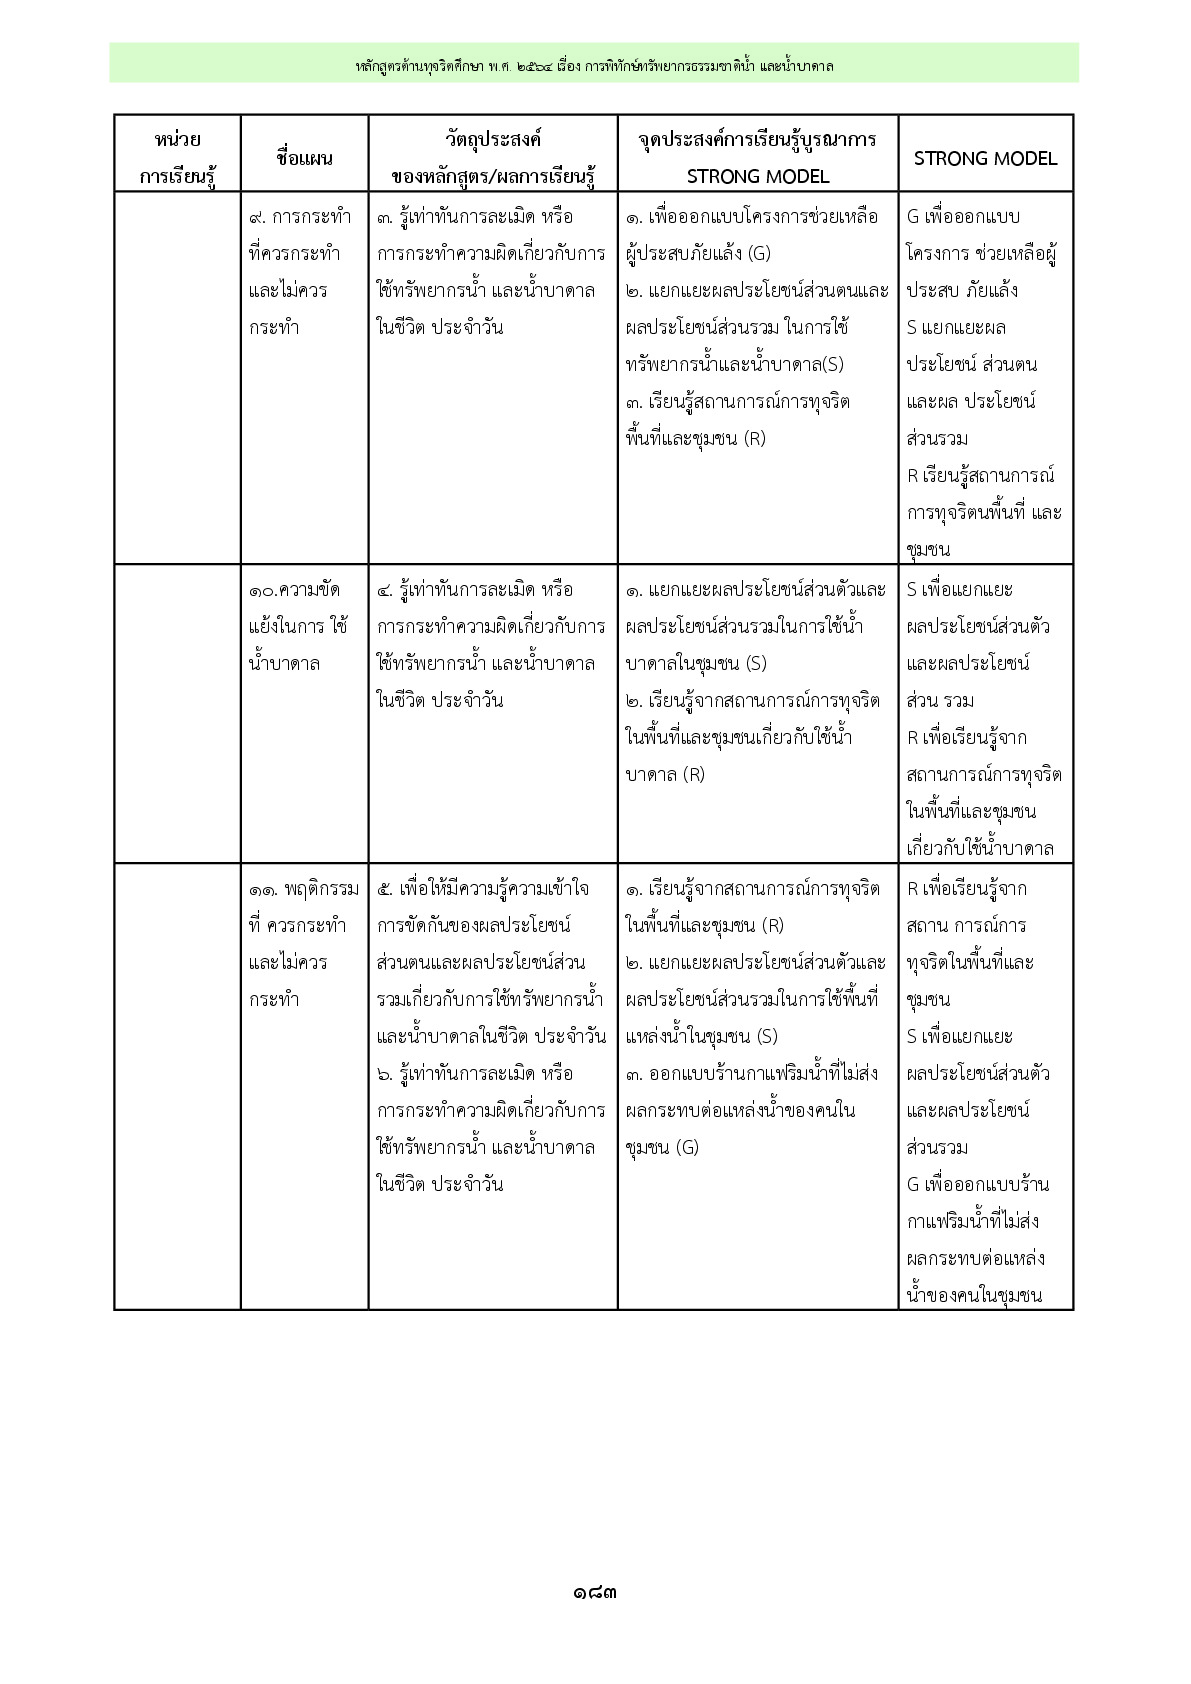 หลักสูตรต้านทุจริตศึกษา พ.ศ. ๒๕๖๔ เรื่อง การพิทักษ์ทรัพยากรธรรมชาติน้ำ และน้ำบาดาล
หน่วย
การเรียนรู้
ชื่อแผน
วัตถุประสงค์
ของหลักสูตร/ผลการเรียนรู้
จุดประสงค์การเรียนรู้บูรณาการ
STRONG MODEL
STRONG MODEL
๙. การกระทำ
ที่ควรกระทำ
และไม่ควร
กระทำ
๓. รู้เท่าทันการละเมิด หรือ
การกระทำความผิดเกี่ยวกับการ
ใช้ทรัพยากรน้ำ และน้ำบาดาล
ในชีวิต ประจำวัน
๑. เพื่อออกแบบโครงการช่วยเหลือ
ผู้ประสบภัยแล้ง (G)
๒. แยกแยะผลประโยชน์ส่วนตนและ
ผลประโยชน์ส่วนรวม ในการใช้
ทรัพยากรน้ำและน้ำบาดาล(S)
๓. เรียนรู้สถานการณ์การทุจริต
พื้นที่และชุมชน (R)
G เพื่อออกแบบ
โครงการ ช่วยเหลือผู้
ประสบ ภัยแล้ง
S แยกแยะผล
ประโยชน์ ส่วนตน
และผล ประโยชน์
ส่วนรวม
R เรียนรู้สถานการณ์
การทุจริตนพื้นที่ และ
ชุมชน
๑๐.ความขัด
แย้งในการ ใช้
น้ำบาดาล
๔. รู้เท่าทันการละเมิด หรือ
การกระทำความผิดเกี่ยวกับการ
ใช้ทรัพยากรน้ำ และน้ำบาดาล
ในชีวิต ประจำวัน
๑. แยกแยะผลประโยชน์ส่วนตัวและ
ผลประโยชน์ส่วนรวมในการใช้น้ำ
บาดาลในชุมชน (S)
๒. เรียนรู้จากสถานการณ์การทุจริต
ในพื้นที่และชุมชนเกี่ยวกับใช้น้ำ
บาดาล (R)
S เพื่อแยกแยะ
ผลประโยชน์ส่วนตัว
และผลประโยชน์
ส่วน รวม
R เพื่อเรียนรู้จาก
สถานการณ์การทุจริต
ในพื้นที่และชุมชน
เกี่ยวกับใช้น้ำบาดาล
๑๑. พฤติกรรม
ที่ ควรกระทำ
และไม่ควร
กระทำ
๕. เพื่อให้มีความรู้ความเข้าใจ
การขัดกันของผลประโยชน์
ส่วนตนและผลประโยชน์ส่วน
รวมเกี่ยวกับการใช้ทรัพยากรน้ำ
และน้ำบาดาลในชีวิต ประจำวัน
๖. รู้เท่าทันการละเมิด หรือ
การกระทำความผิดเกี่ยวกับการ
ใช้ทรัพยากรน้ำ และน้ำบาดาล
ในชีวิต ประจำวัน
๑. เรียนรู้จากสถานการณ์การทุจริต
ในพื้นที่และชุมชน (R)
๒. แยกแยะผลประโยชน์ส่วนตัวและ
ผลประโยชน์ส่วนรวมในการใช้พื้นที่
แหล่งน้ำในชุมชน (S)
๓. ออกแบบร้านกาแฟริมน้ำที่ไม่ส่ง
ผลกระทบต่อแหล่งน้ำของคนใน
ชุมชน (G)
R เพื่อเรียนรู้จาก
สถาน การณ์การ
ทุจริตในพื้นที่และ
ชุมชน
S เพื่อแยกแยะ
ผลประโยชน์ส่วนตัว
และผลประโยชน์
ส่วนรวม
G เพื่อออกแบบร้าน
กาแฟริมน้ำที่ไม่ส่ง
ผลกระทบต่อแหล่ง
น้ำของคนในชุมชน
๑๘๓